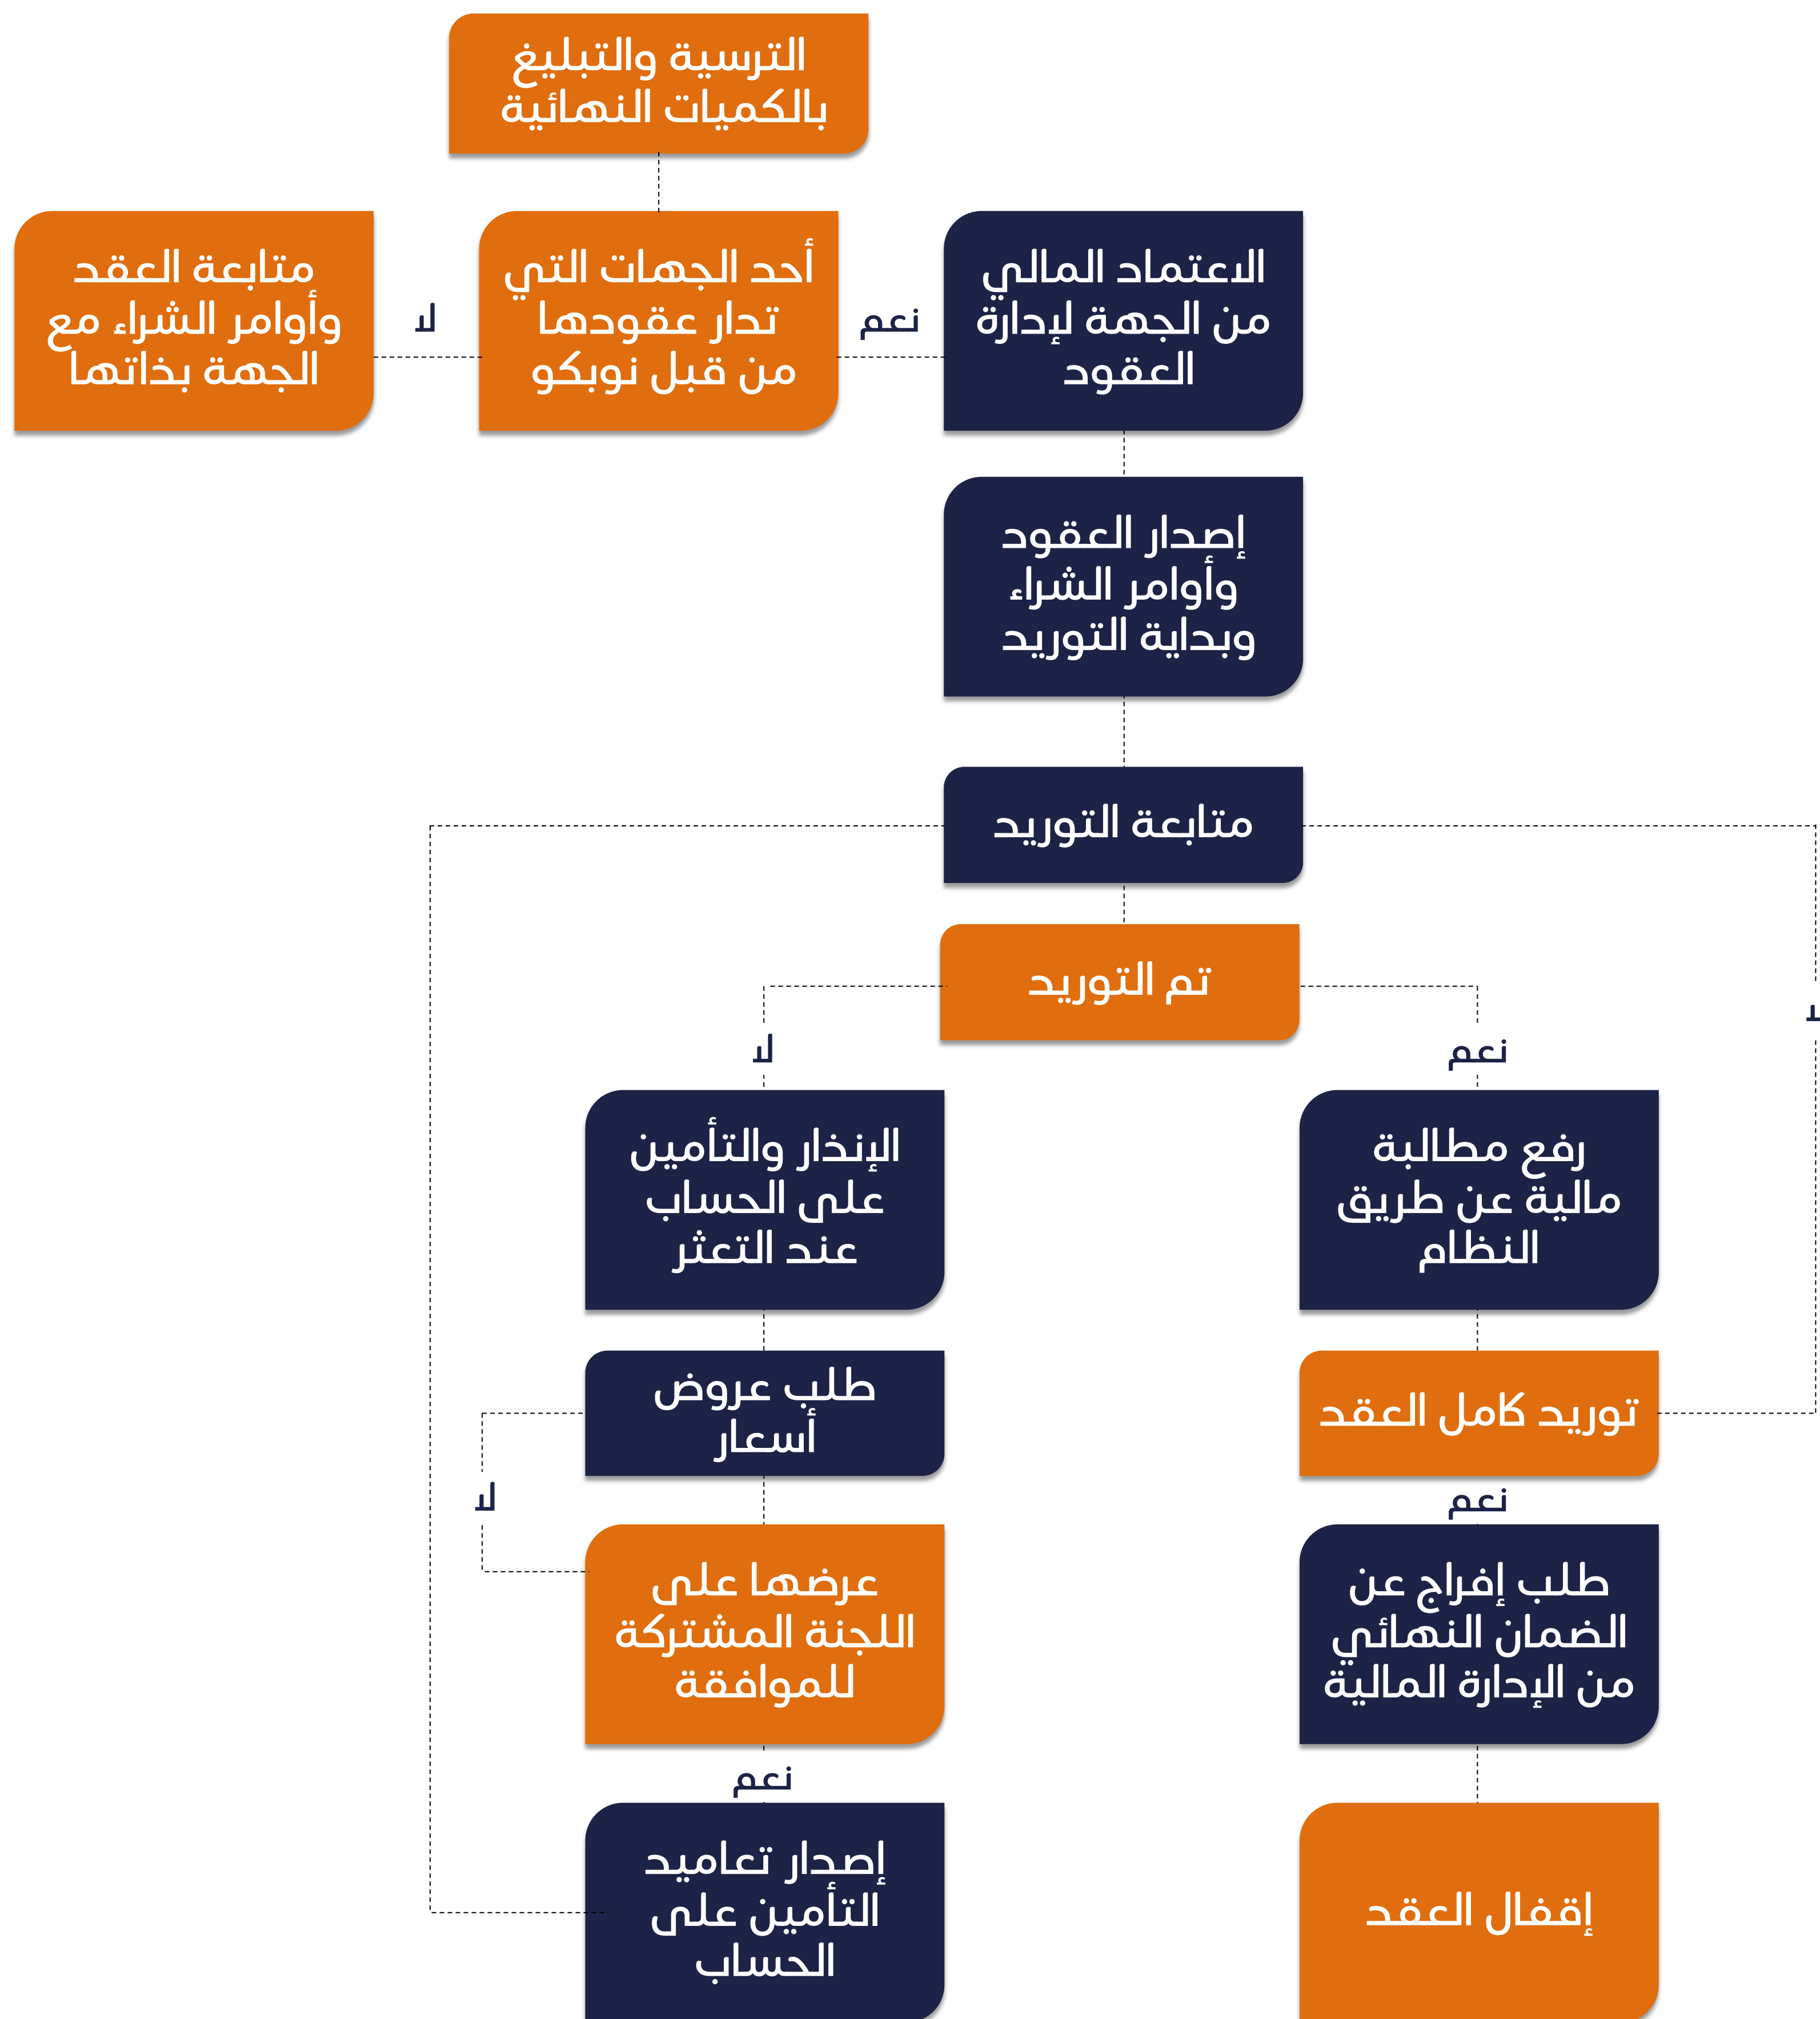 الترسية والتبليغ
بالكميات النهائية
الاعتماد المالي
من الجهة لإدارة
العقود
نعم
أحد الجهات التي
تدار عقودها
من قبل نوبكو
لا
متابعة العقد
وأوامر الشراء مع
الجهة بذاتها
إصدار العقود
وأوامر الشراء
وبداية التوريد
متابعة التوريد
تم التوريد
لا
نعم
لا
رفع مطالبة
مالية عن طريق
النظام
الإنذار والتأمين
على الحساب
عند التعثر
توريد كامل العقد
طلب عروض
أسعار
نعم
لا
طلب إفراج عن
الضمان النهائي
من الإدارة المالية
عرضها على
اللجنة المشتركة
للموافقة
نعم
إقفال العقد
إصدار تعاميد
التأمين على
الحساب